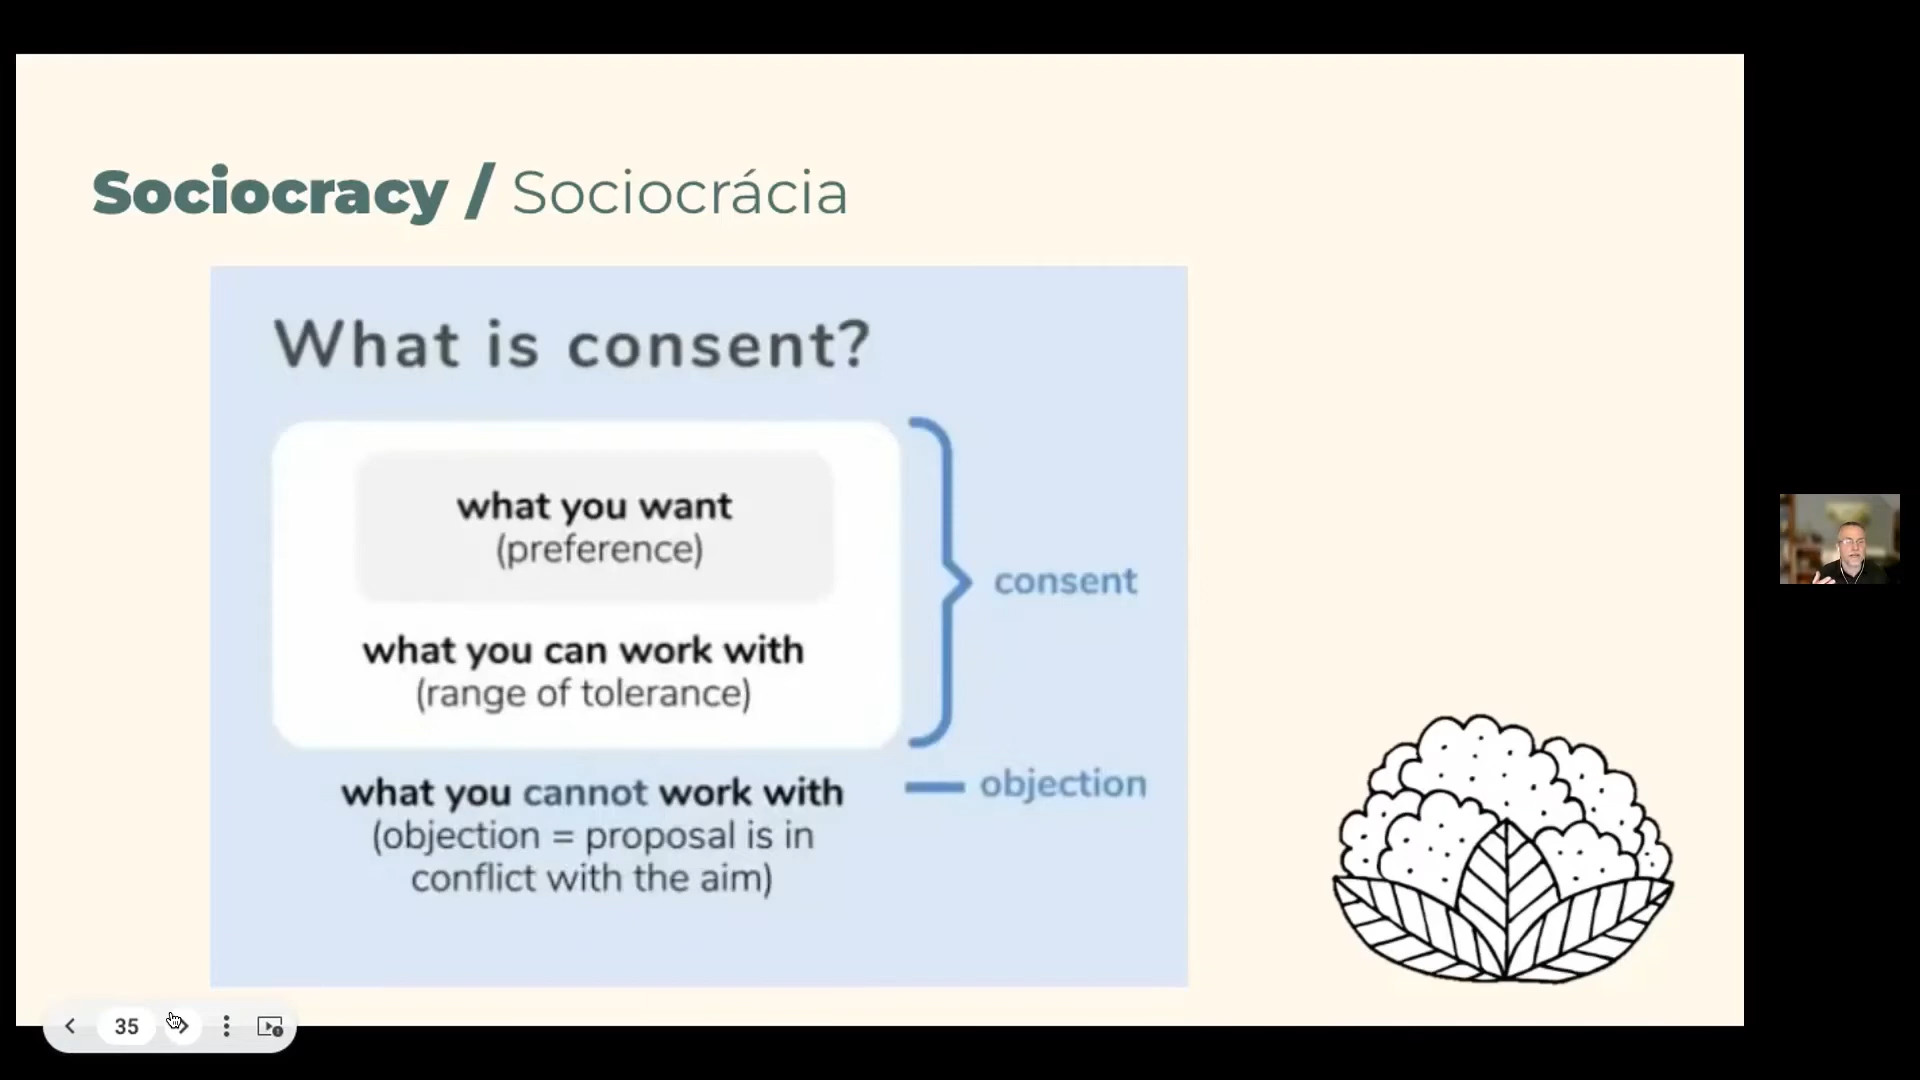 Sociocracy / Sociocrácia
What is consent?
what you want
(preference)
what you can work with
(range of tolerance)
consent
what you cannot work with
(objection = proposal is in
conflict with the aim)
objection
35